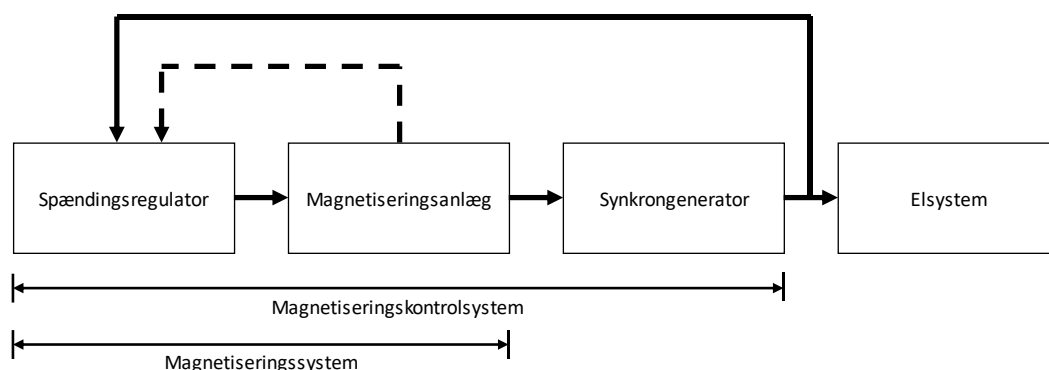 Spændingsregulator
Magnetiseringsanlæg
Synkrongenerator
Elsystem
Magnetiseringskontrolsystem
Magnetiseringssystem